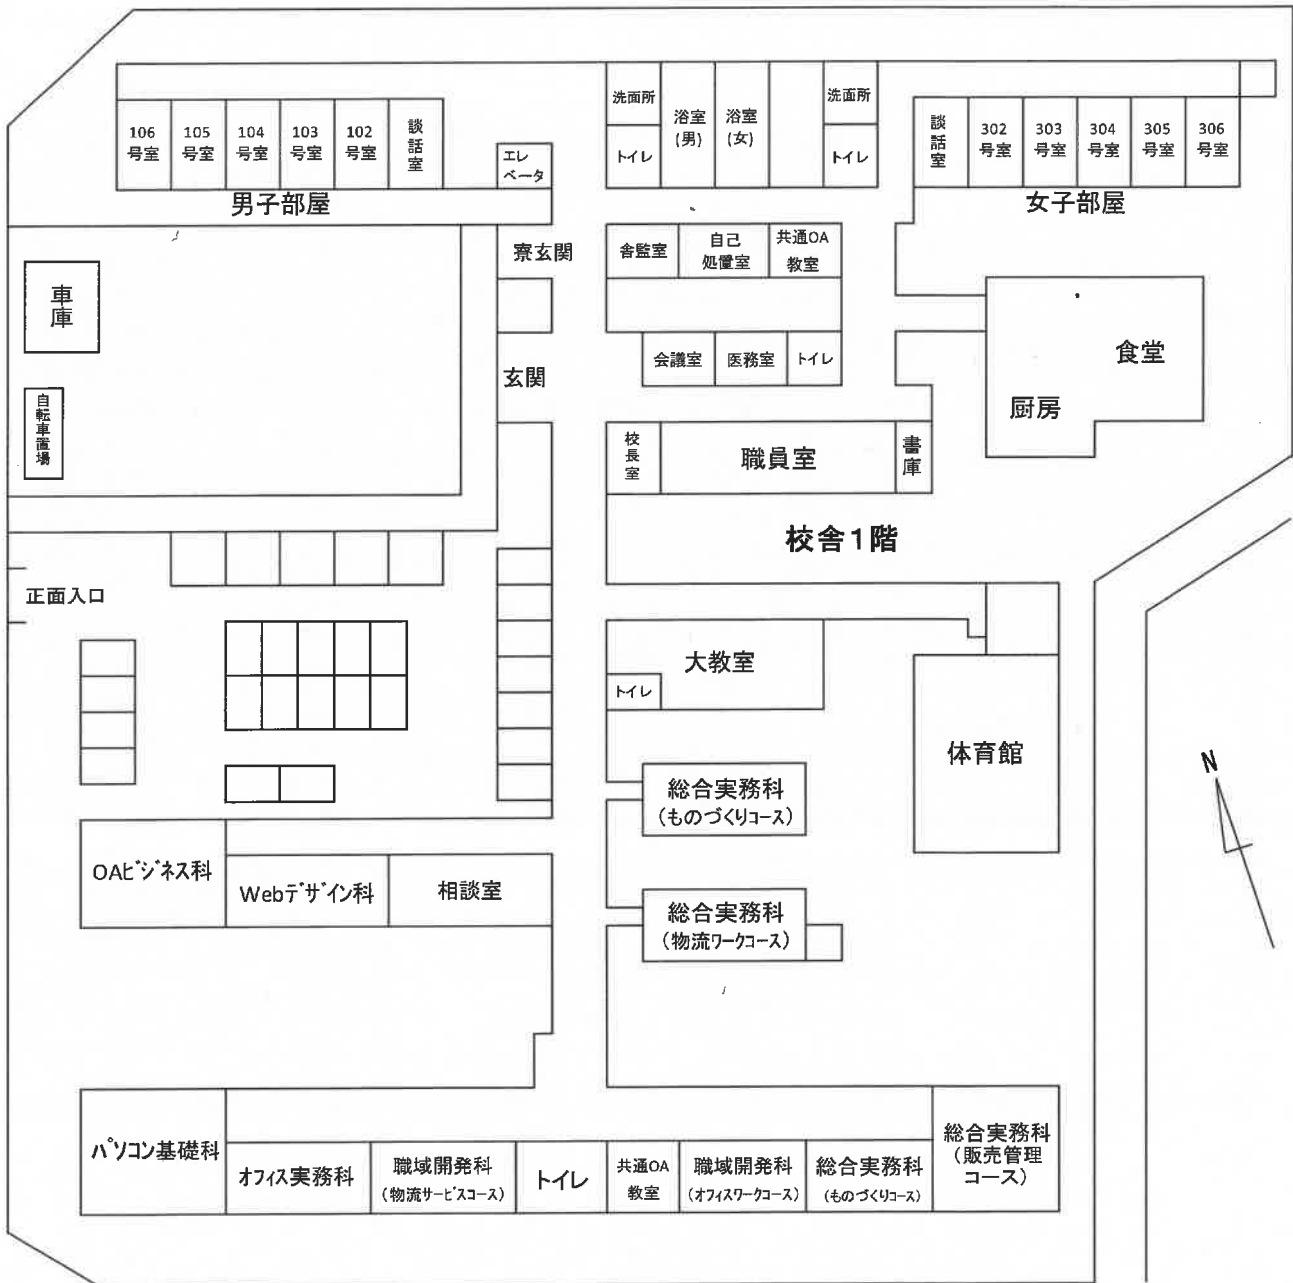 洗面所
浴室
(男)
浴室
(女)
洗面所
106
号室
105
号室
104
号室
103
号室
102
号室
談話室
エレ
ベータ
トイレ
トイレ
談話室
302
号室
303
号室
304
号室
305
号室
306
号室
男子部屋
女子部屋
寮玄関
舎監室
自己
処置室
共通OA
教室
車庫
玄関
会議室
医務室
トイレ
食堂
厨房
自転車置場
校長室
職員室
書庫
校舎1階
正面入口
大教室
トイレ
体育館
N
総合実務科
(ものづくりコース)
OAビジネス科
Webデザイン科
相談室
総合実務科
(物流ワークコース)
パソコン基礎科
オフィス実務科
職域開発科
(物流サービスコース)
トイレ
共通OA
教室
職域開発科
(オフィスワークコース)
総合実務科
(ものづくりコース)
総合実務科
(販売管理
コース)